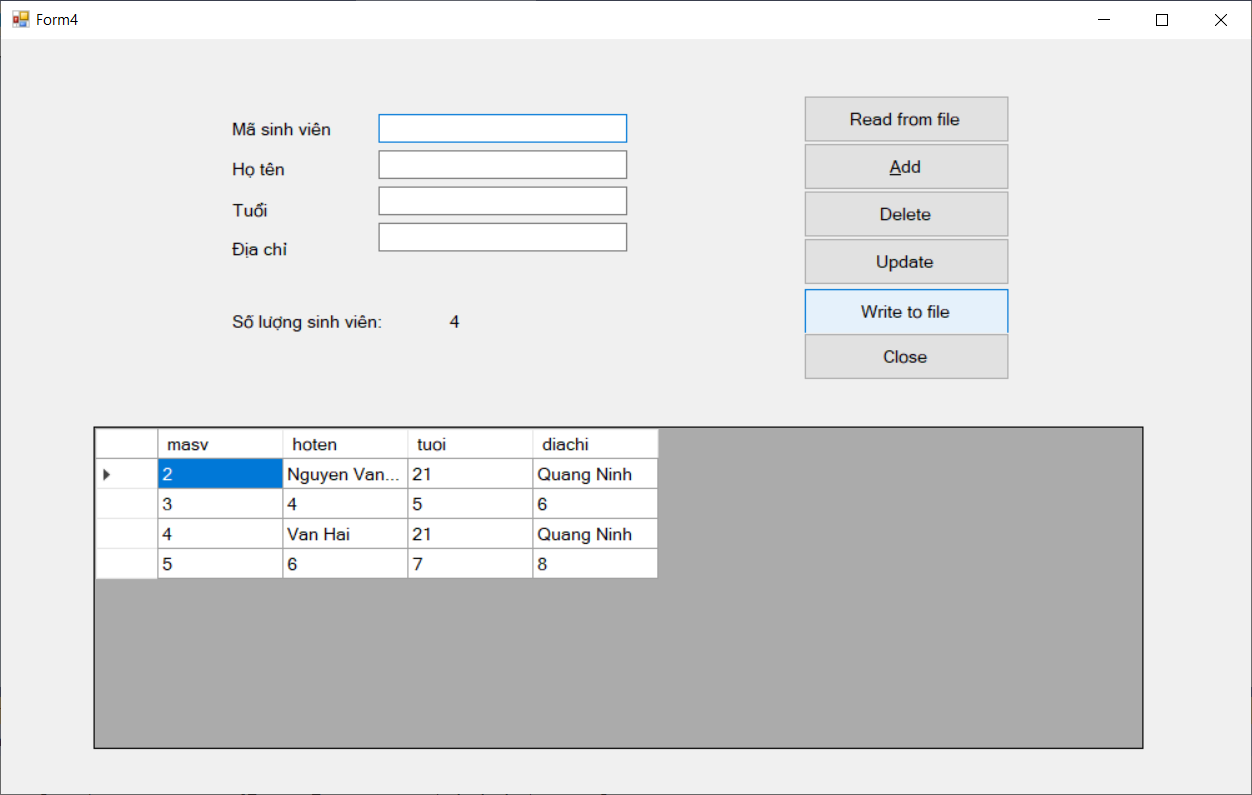 Form4
Mã sinh viên
Họ tên
Tuổi
Địa chỉ
Số lượng sinh viên: 4
Read from file
Add
Delete
Update
Write to file
Close
masv hoten tuoi diachi
2 Nguyen Van... 21 Quang Ninh
3 4 5 6
4 Van Hai 21 Quang Ninh
5 6 7 8